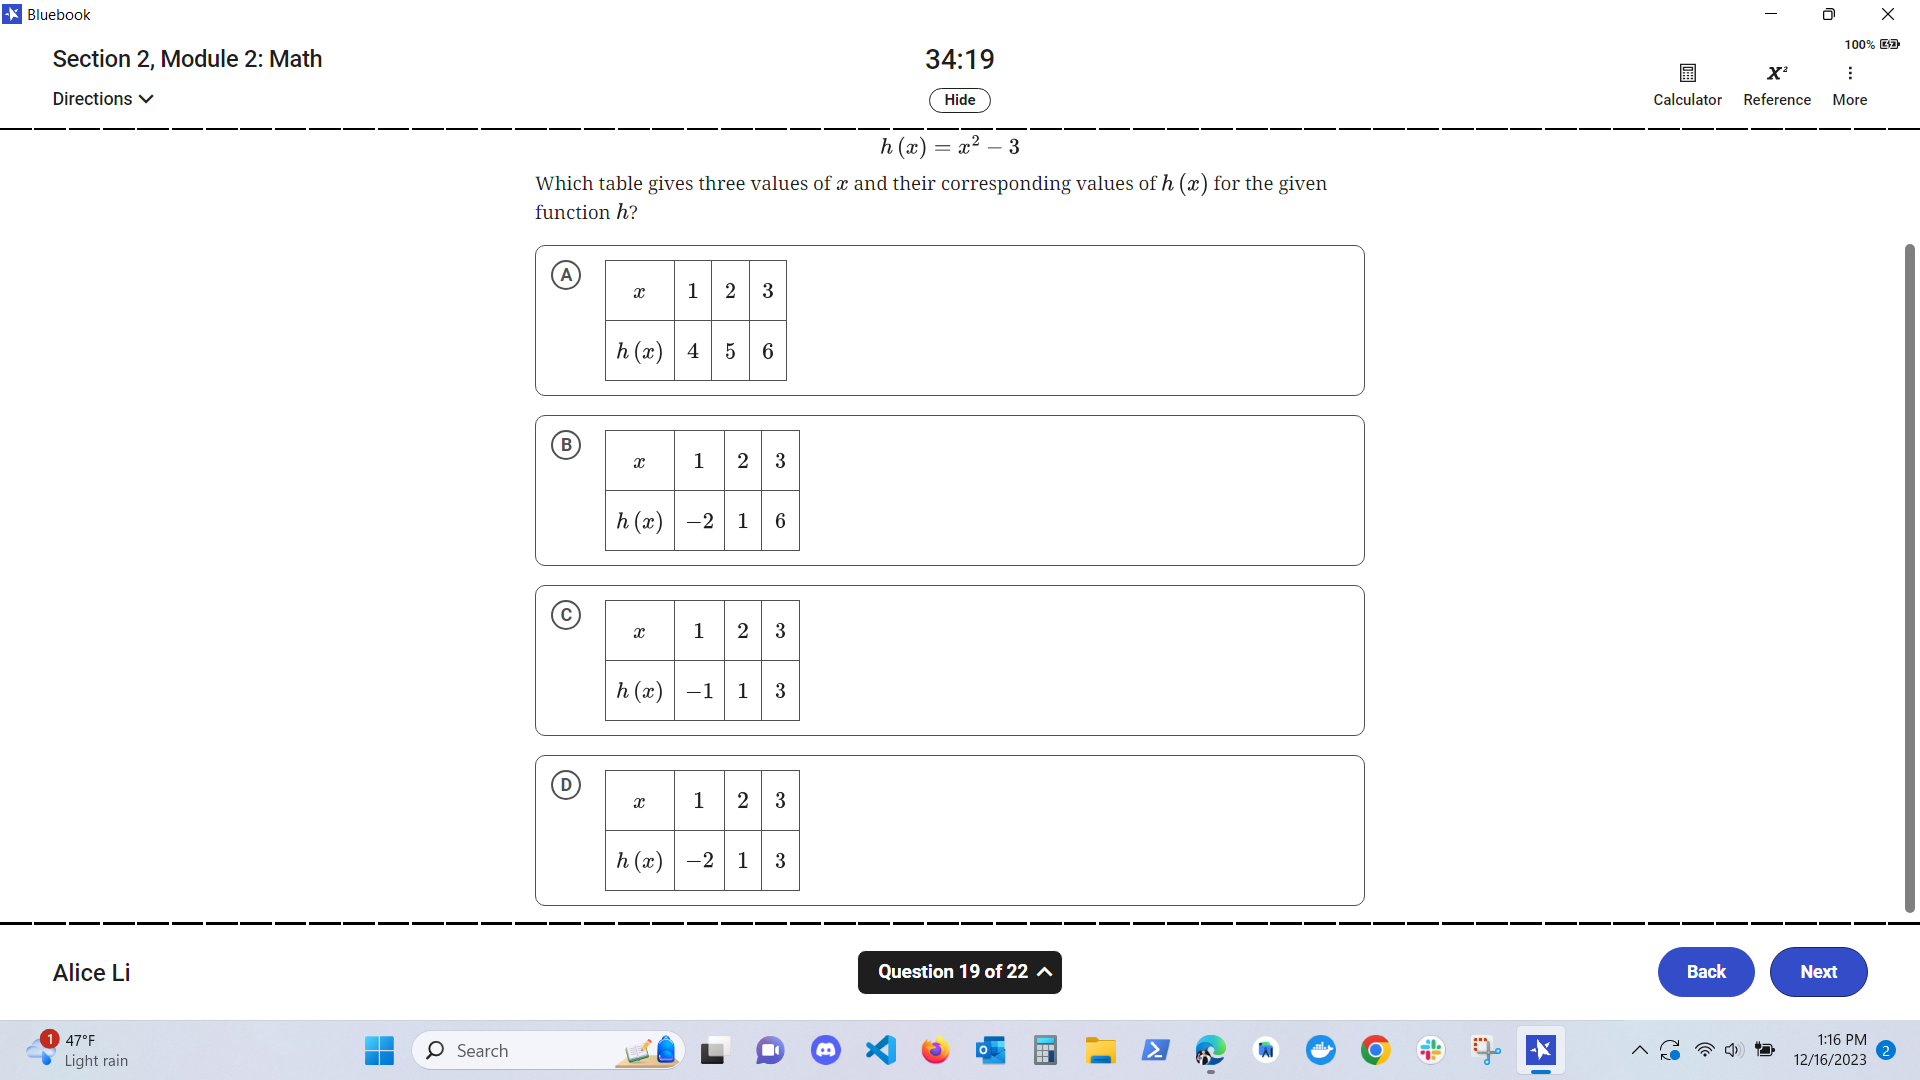 Bluebook
Section 2, Module 2: Math
34:19
100%
Directions
Hide
Calculator
Reference
More
h (x) = x² − 3
Which table gives three values of x and their corresponding values of h (x) for the given
function h?
A
x 1 2 3
h (x) 4 5 6
B
x 1 2 3
h (x) −2 1 6
C
x 1 2 3
h (x) −1 1 3
D
x 1 2 3
h (x) −2 1 3
Alice Li
Question 19 of 22
Back
Next
1
47°F
Light rain
Search
1:16 PM
12/16/2023
2